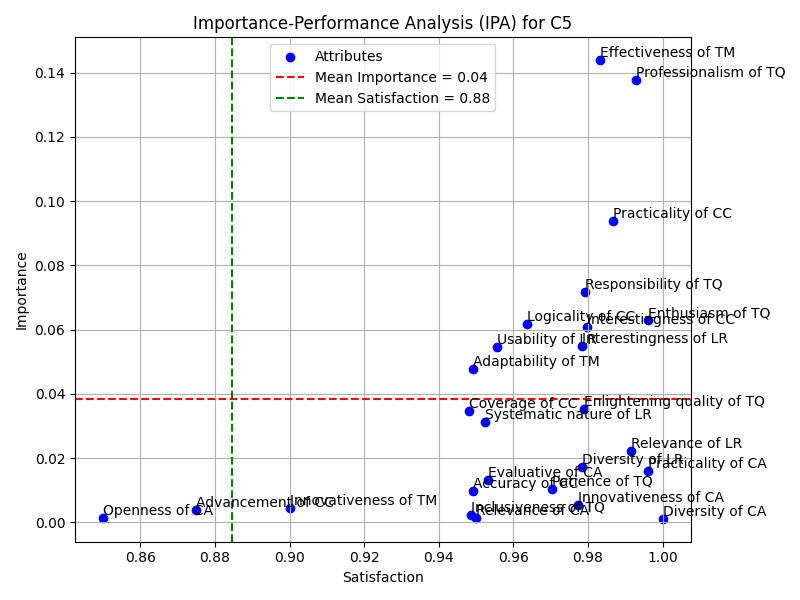 Importance-Performance Analysis (IPA) for C5
Attributes
Mean Importance = 0.04
Mean Satisfaction = 0.88
Effectiveness of TM
Professionalism of TQ
Practicality of CC
Responsibility of TQ
Enthusiasm of TQ
Logicality of CC
Interestingness of CC
Usability of LR
Interestingness of LR
Adaptability of TM
Coverage of CC
Enlightening quality of TQ
Systematic nature of LR
Relevance of LR
Diversity of LR
Practicality of CA
Evaluative of CA
Accuracy of CC
Patience of TQ
Innovativeness of CA
Advancement of CC
Innovativeness of TM
Openness of CA
Inclusiveness of TQ
Relevance of CA
Diversity of CA
0.14
0.12
0.10
0.08
0.06
0.04
0.02
0.00
Importance
0.86 0.88 0.90 0.92 0.94 0.96 0.98 1.00
Satisfaction